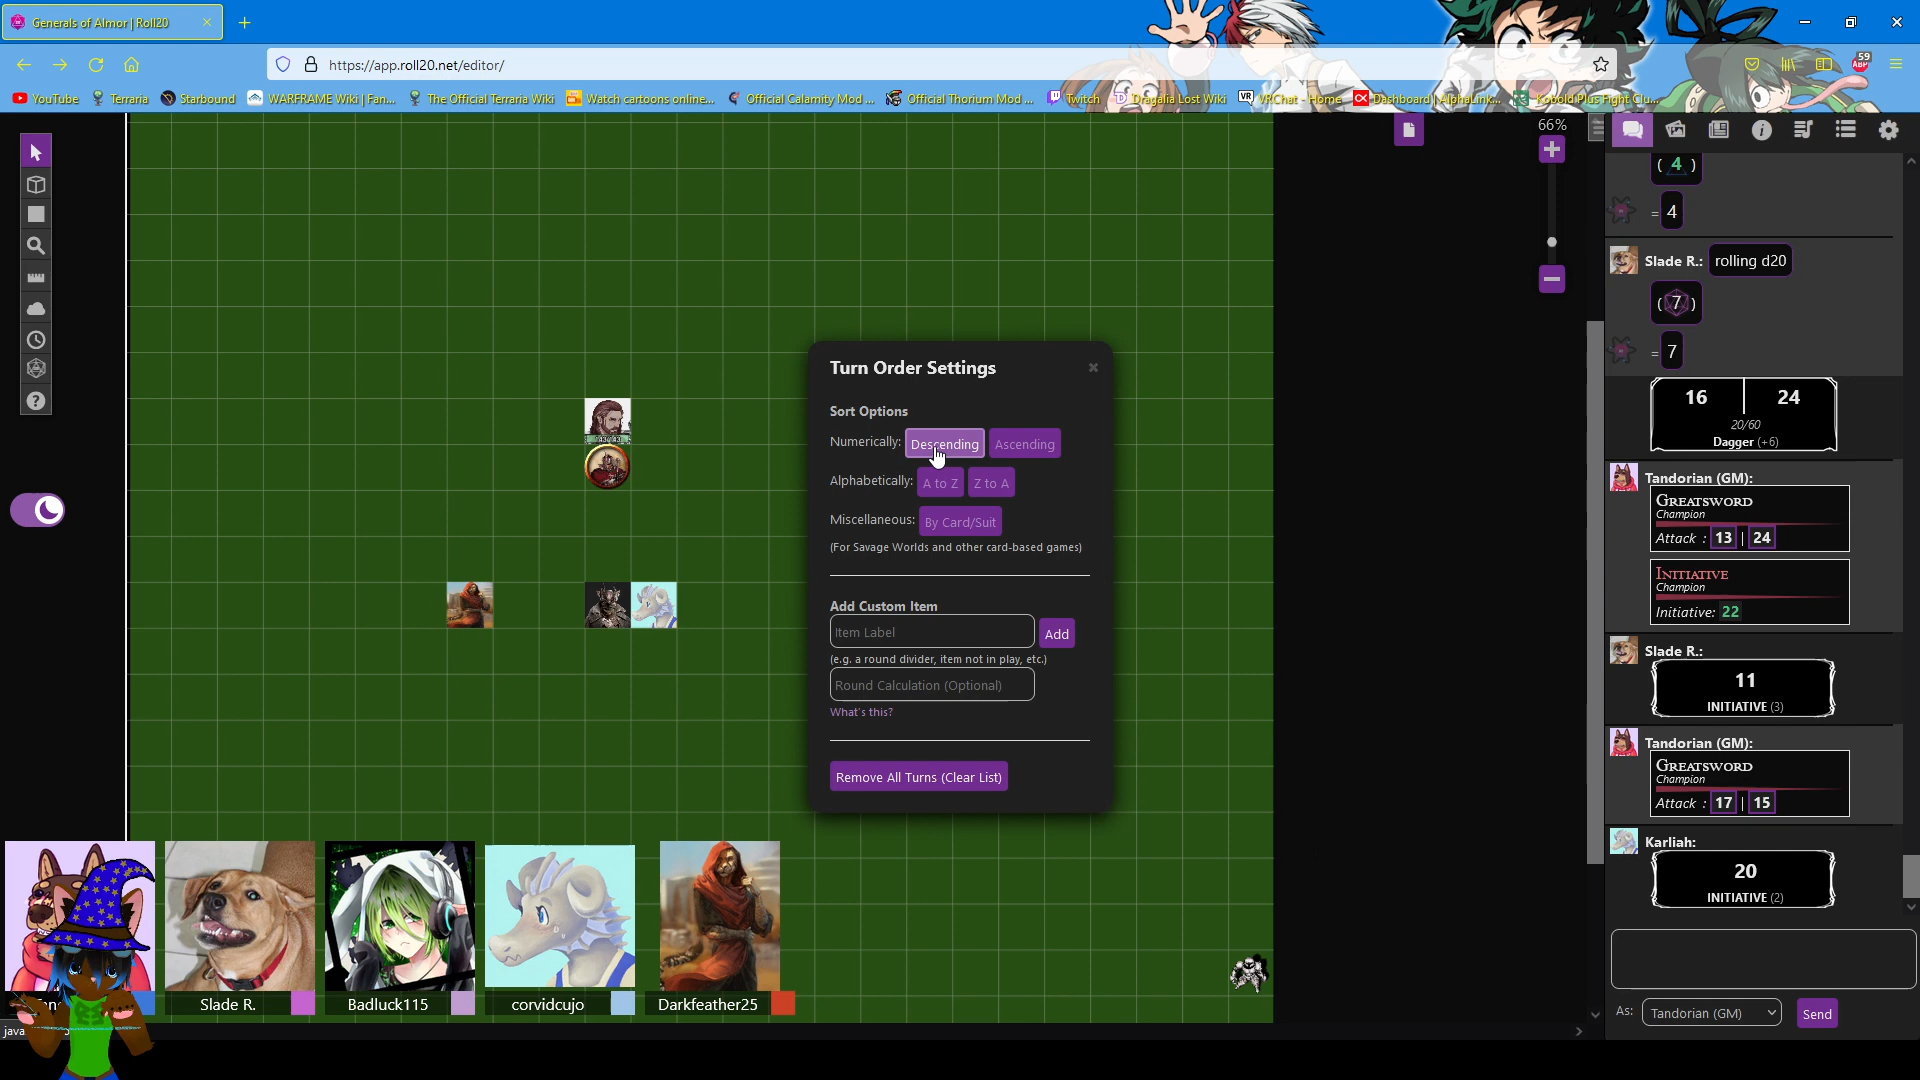 Generals of Almor | Roll20
https://app.roll20.net/editor/
59
ABP
YouTube
Terraria
Starbound
WARFRAME Wiki | Fan...
The Official Terraria Wiki
Watch cartoons online...
Official Calamity Mod ...
Official Thorium Mod ...
Twitch
Dragalia Lost Wiki
VRChat - Home
Dashboard | AlphaLink...
Kobold Plus Fight Clu...
66%
( 4 )
= 4
Slade R.: rolling d20
( 7 )
= 7
16 24
20/60
Dagger (+6)
Tandorian (GM):
GREATSWORD
Champion
Attack : 13 | 24
INITIATIVE
Champion
Initiative: 22
Slade R.:
11
INITIATIVE (3)
Tandorian (GM):
GREATSWORD
Champion
Attack : 17 | 15
Karliah:
20
INITIATIVE (2)
As: Tandorian (GM) Send
Turn Order Settings
Sort Options
Numerically: Descending Ascending
Alphabetically: A to Z Z to A
Miscellaneous: By Card/Suit
(For Savage Worlds and other card-based games)
Add Custom Item
Item Label Add
(e.g. a round divider, item not in play, etc.)
Round Calculation (Optional)
What's this?
Remove All Turns (Clear List)
Slade R.
Badluck115
corvidcujo
Darkfeather25
java